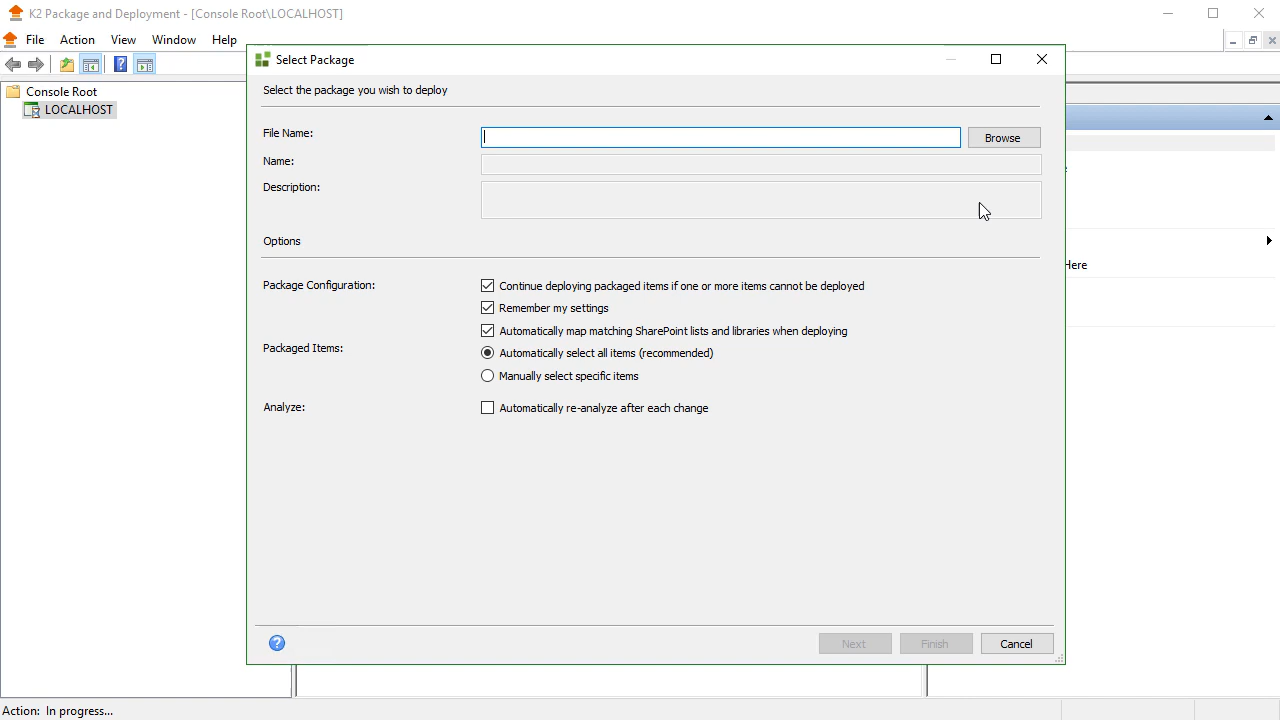 K2 Package and Deployment - [Console Root\LOCALHOST]
File Action View Window Help
Console Root
LOCALHOST
Select Package
Select the package you wish to deploy
File Name:
Browse
Name:
Description:
Options
Package Configuration:
Continue deploying packaged items if one or more items cannot be deployed
Remember my settings
Automatically map matching SharePoint lists and libraries when deploying
Packaged Items:
Automatically select all items (recommended)
Manually select specific items
Analyze:
Automatically re-analyze after each change
Here
Next Finish Cancel
Action: In progress...